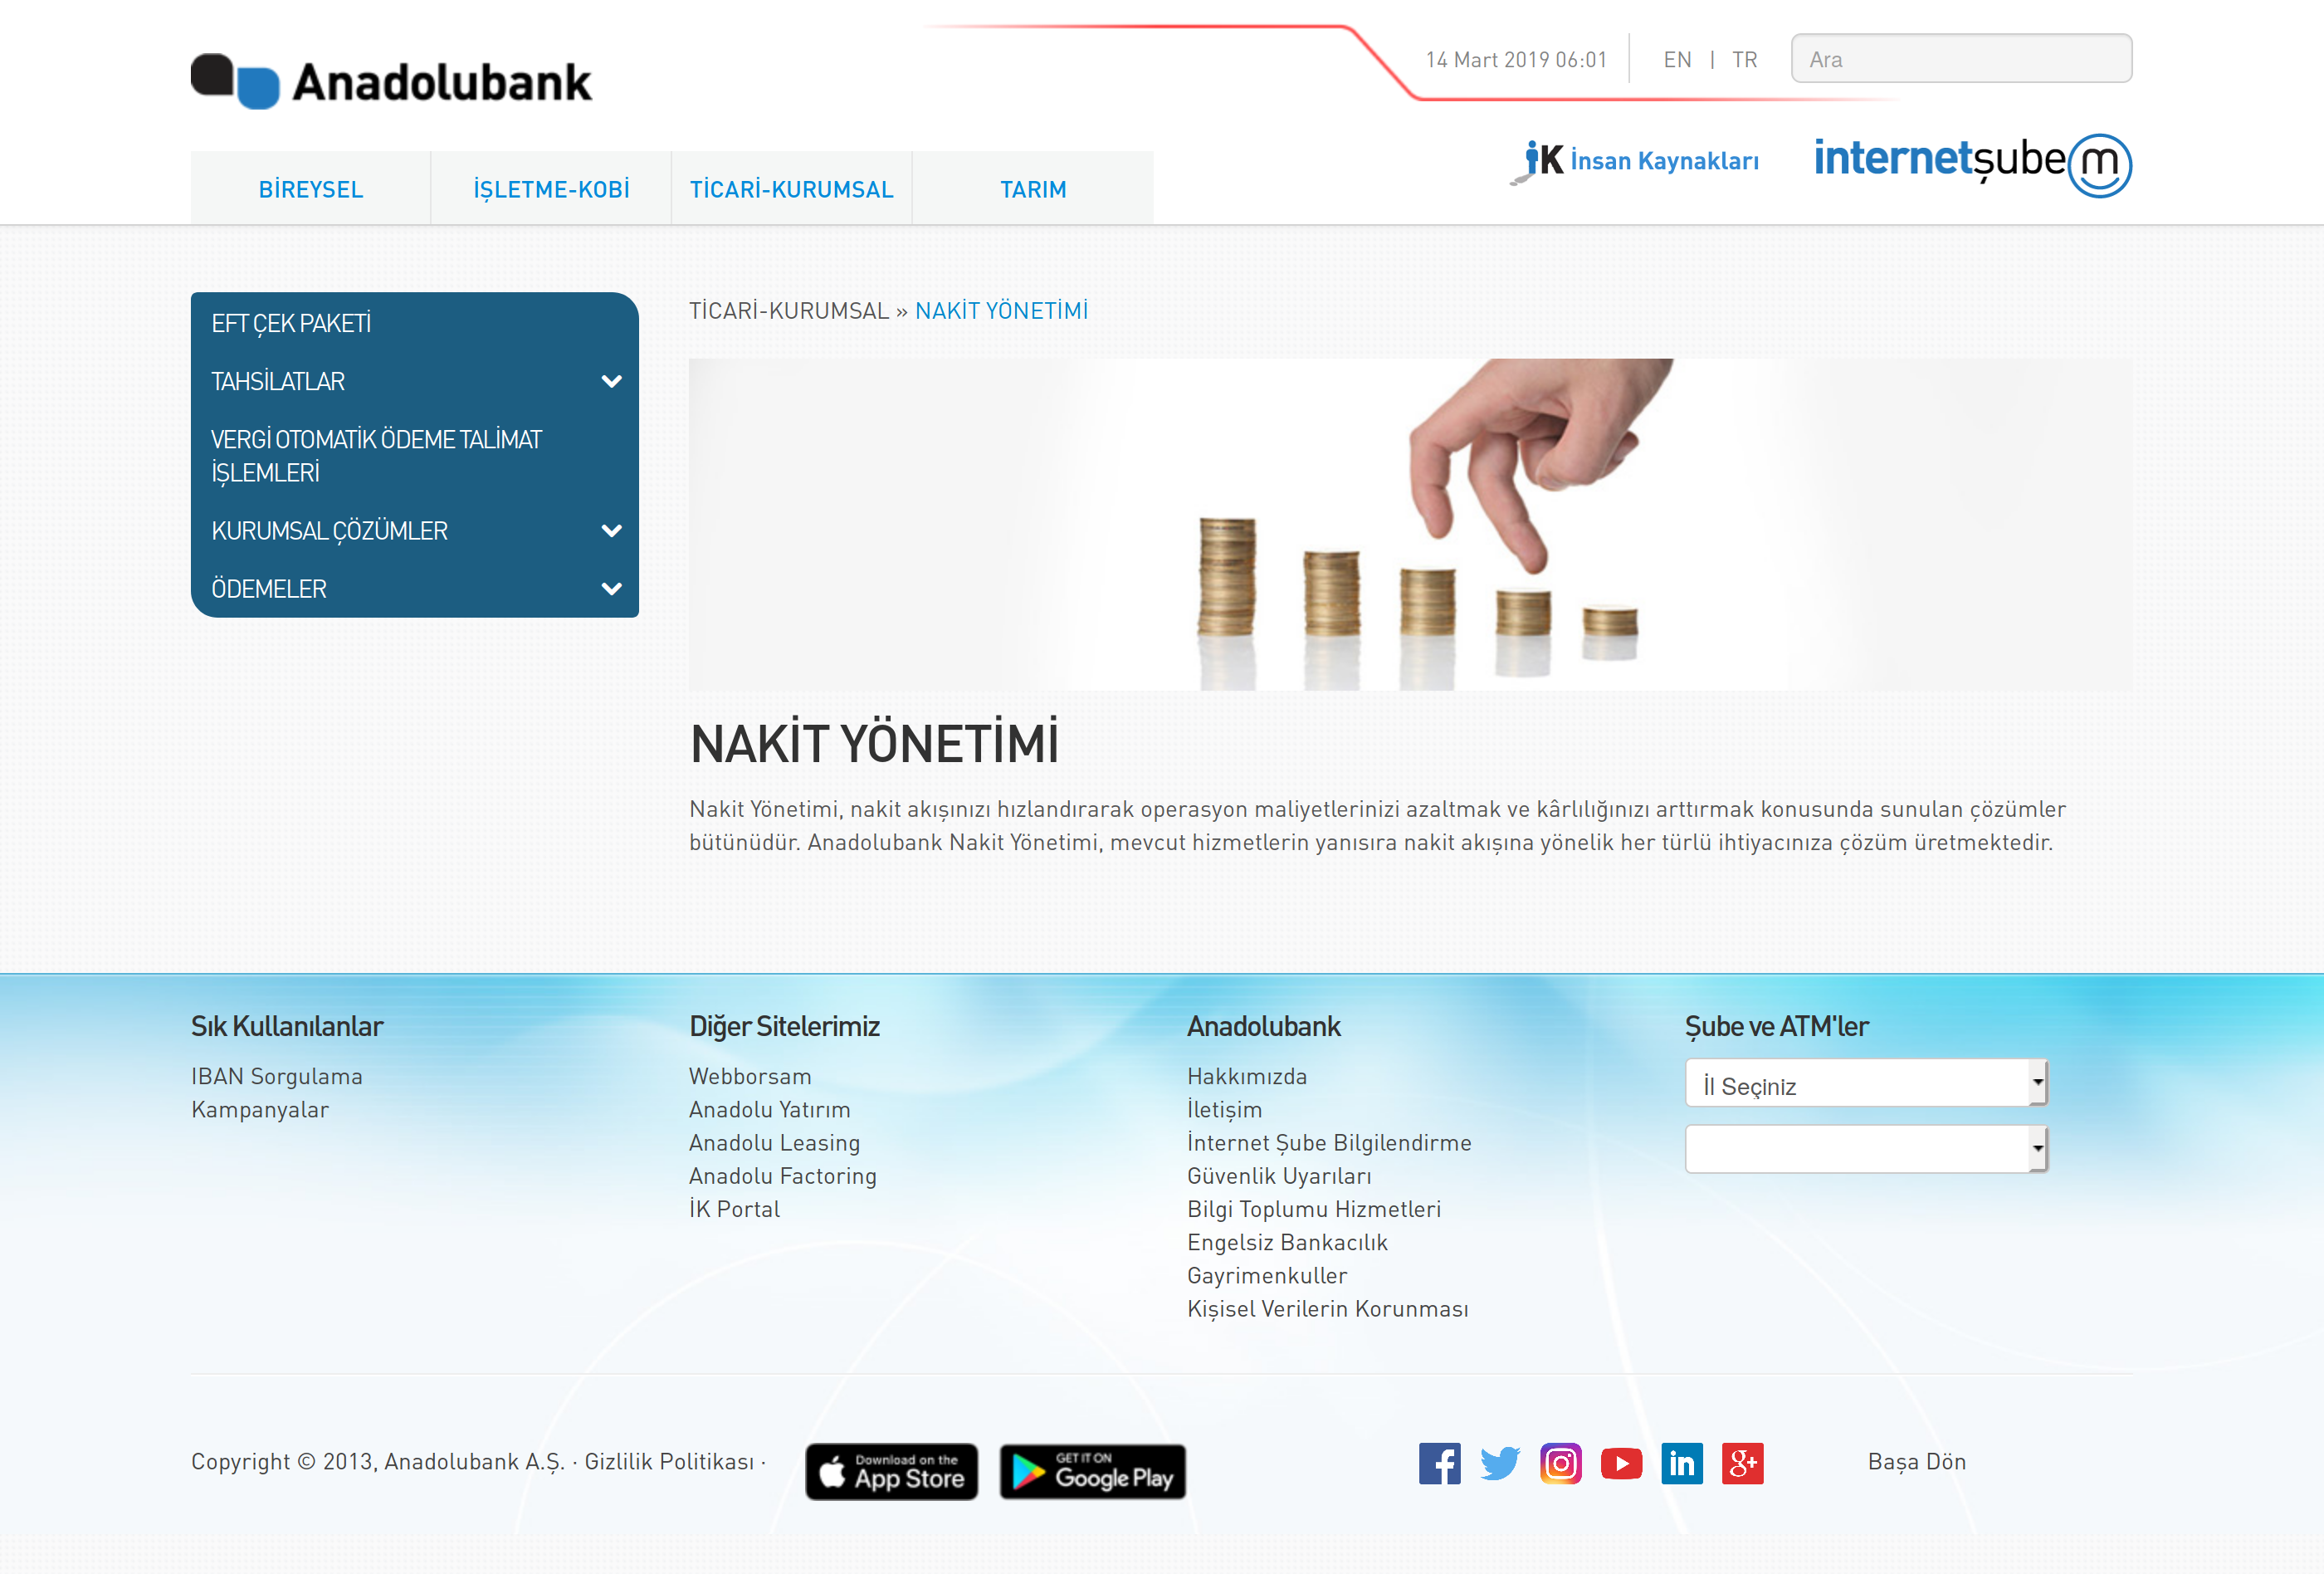 Anadolubank
14 Mart 2019 06:01
EN | TR
Ara
İK İnsan Kaynakları
internetşubem
BİREYSEL
İŞLETME-KOBİ
TİCARİ-KURUMSAL
TARIM
EFT ÇEK PAKETİ
TAHSİLATLAR
VERGİ OTOMATİK ÖDEME TALİMAT
İŞLEMLERİ
KURUMSAL ÇÖZÜMLER
ÖDEMELER
TİCARİ-KURUMSAL » NAKİT YÖNETİMİ
NAKİT YÖNETİMİ
Nakit Yönetimi, nakit akışınızı hızlandırarak operasyon maliyetlerinizi azaltmak ve kârlılığınızı arttırmak konusunda sunulan çözümler
bütünüdür. Anadolubank Nakit Yönetimi, mevcut hizmetlerin yanısıra nakit akışına yönelik her türlü ihtiyacınıza çözüm üretmektedir.
Sık Kullanılanlar
IBAN Sorgulama
Kampanyalar
Diğer Sitelerimiz
Webborsam
Anadolu Yatırım
Anadolu Leasing
Anadolu Factoring
İK Portal
Anadolubank
Hakkımızda
İletişim
İnternet Şube Bilgilendirme
Güvenlik Uyarıları
Bilgi Toplumu Hizmetleri
Engelsiz Bankacılık
Gayrimenkuller
Kişisel Verilerin Korunması
Şube ve ATM'ler
İl Seçiniz
Copyright © 2013, Anadolubank A.Ş. · Gizlilik Politikası ·
Download on the
App Store
GET IT ON
Google Play
Başa Dön